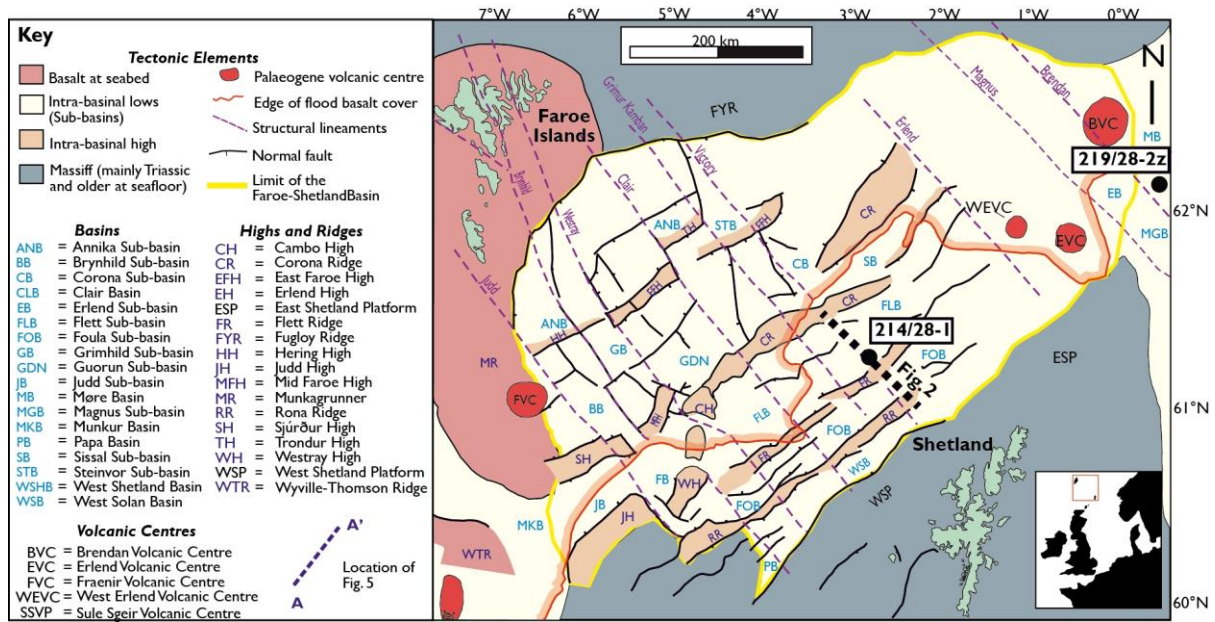 Key
Tectonic Elements
Basalt at seabed
Intra-basinal lows
(Sub-basins)
Intra-basinal high
Massiff (mainly Triassic
and older at seafloor)
Palaeogene volcanic centre
Edge of flood basalt cover
Structural lineaments
Normal fault
Limit of the
Faroe-ShetlandBasin
Basins
ANB = Annika Sub-basin
BB = Brynhild Sub-basin
CB = Corona Sub-basin
CLB = Clair Basin
EB = Erlend Sub-basin
FLB = Flett Sub-basin
FOB = Foula Sub-basin
GB = Grimhild Sub-basin
GDN = Guorun Sub-basin
JB = Judd Sub-basin
MB = Møre Basin
MGB = Magnus Sub-basin
MKB = Munkur Basin
PB = Papa Basin
SB = Sissal Sub-basin
STB = Steinvor Sub-basin
WSHB = West Shetland Basin
WSB = West Solan Basin
Highs and Ridges
CH = Cambo High
CR = Corona Ridge
EFH = East Faroe High
EH = Erlend High
ESP = East Shetland Platform
FR = Flett Ridge
FYR = Fugloy Ridge
HH = Hering High
JH = Judd High
MFH = Mid Faroe High
MR = Munkagrunner
RR = Rona Ridge
SH = Sjúrður High
TH = Trondur High
WH = Westray High
WSP = West Shetland Platform
WTR = Wyville-Thomson Ridge
Volcanic Centres
BVC = Brendan Volcanic Centre
EVC = Erlend Volcanic Centre
FVC = Fraenir Volcanic Centre
WEVC = West Erlend Volcanic Centre
SSVP = Sule Sgeir Volcanic Centre
A'
A
Location of
Fig. 5
7°W
6°W
5°W
4°W
3°W
2°W
1°W
0°W
200 km
N
Faroe
Islands
FYR
Grimur Kamban
Victory
Clair
Westray
Brynhild
Judd
Erlend
Magnus
Brendan
BVC
MB
219/28-2z
EB
62°N
WEVC
EVC
MGB
CR
ANB
TH
STB
EFH
CB
SB
EFH
CR
FLB
214/28-1
ANB
HH
GB
GDN
CR
FOB
ESP
Fig. 2
MR
FVC
BB
MFH
CH
FLB
FR
RR
61°N
FOB
Shetland
SH
FR
WSB
FB
WH
JB
FOB
WSP
MKB
JH
RR
WTR
PB
60°N